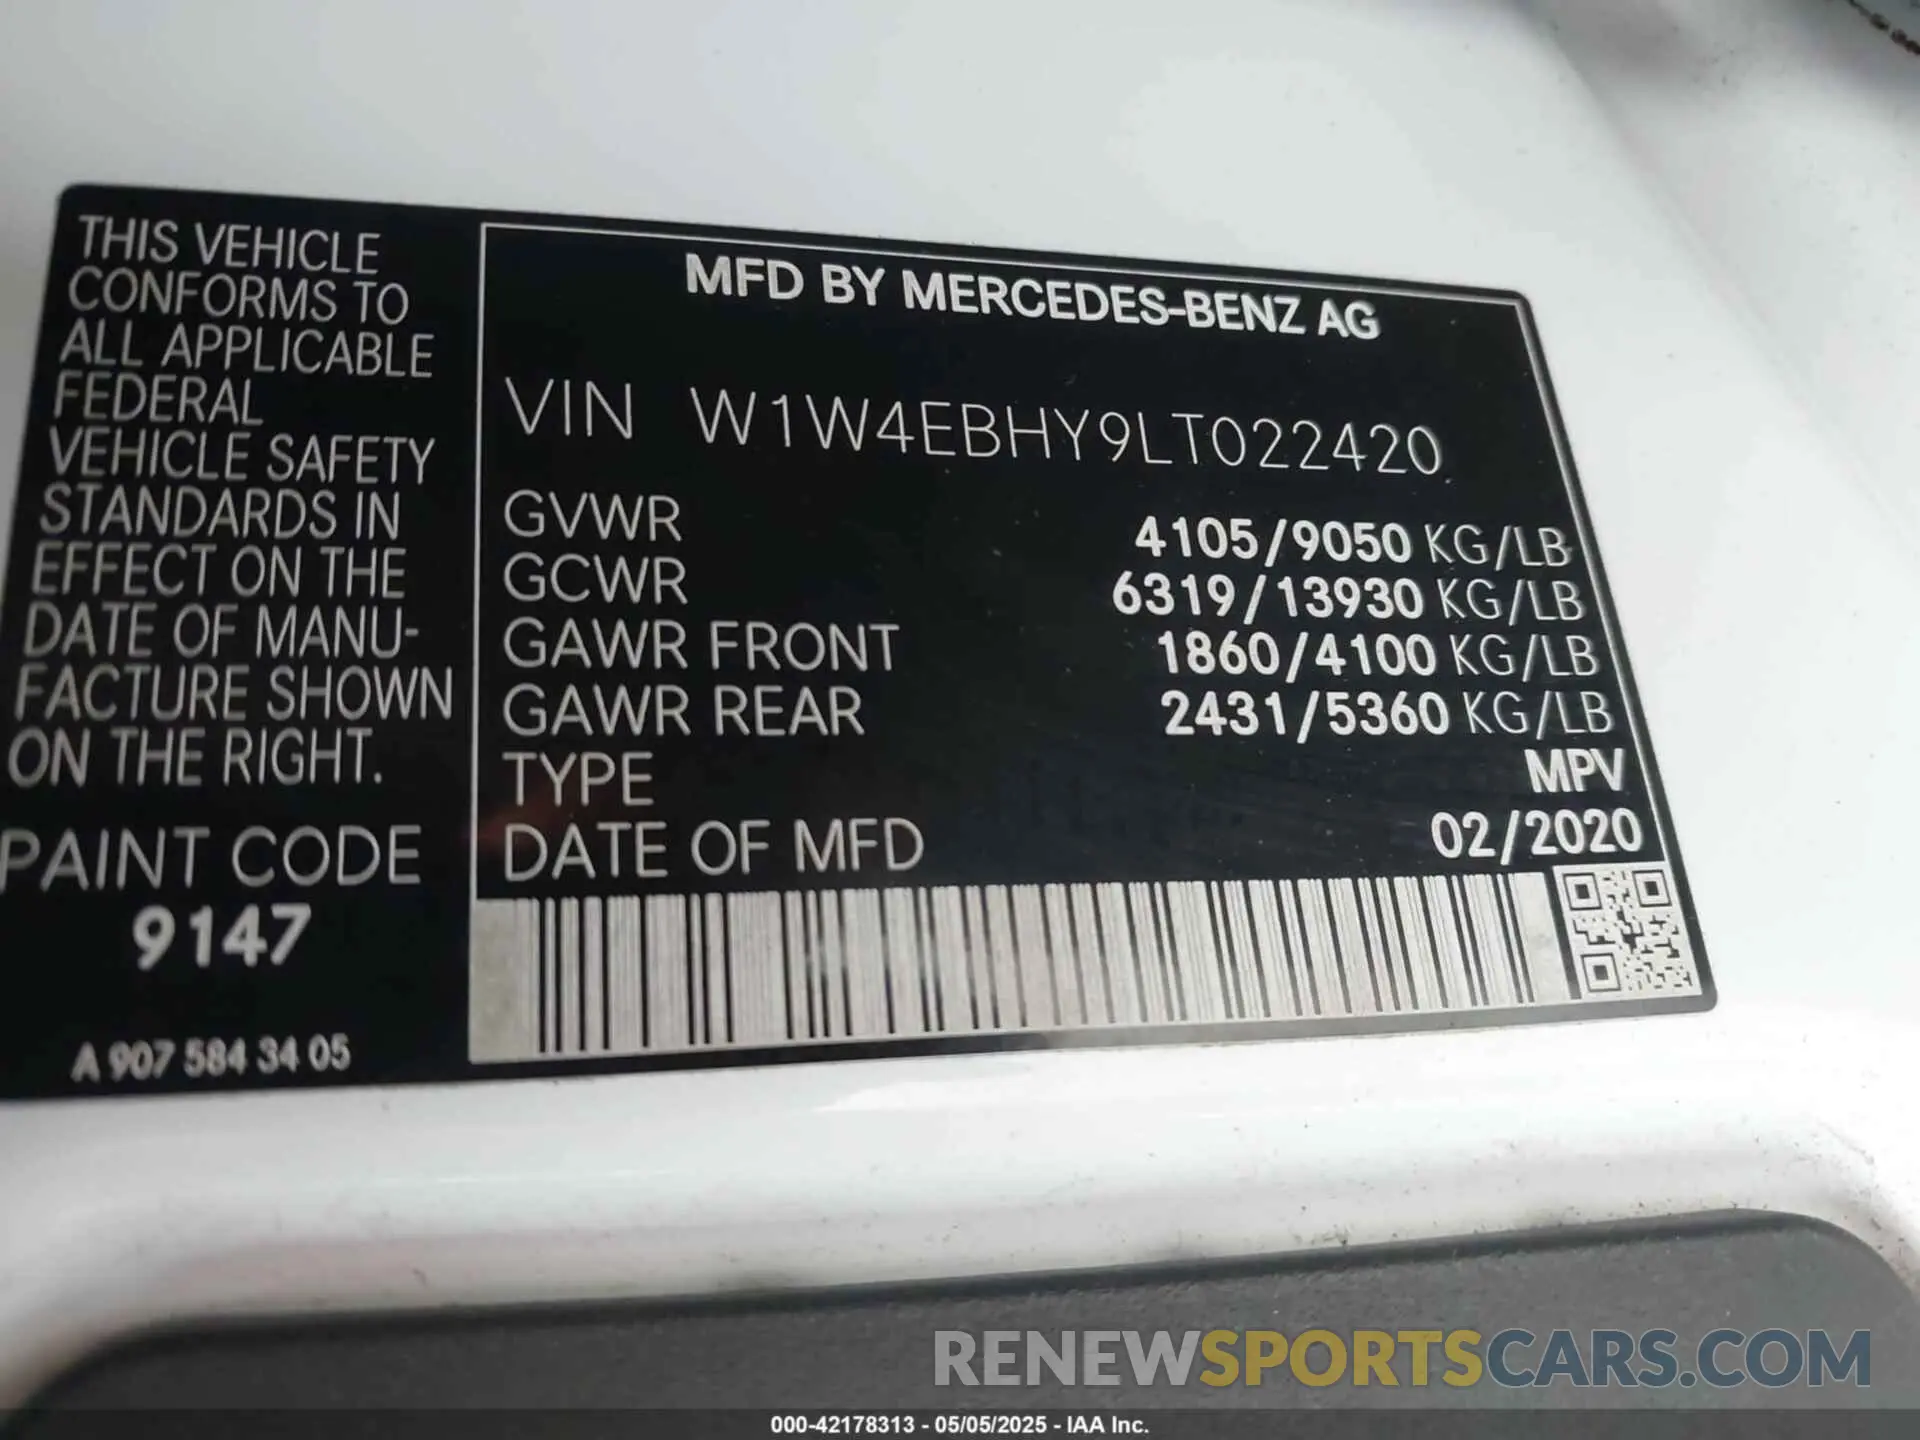 THIS VEHICLE
CONFORMS TO
ALL APPLICABLE
FEDERAL
VEHICLE SAFETY
STANDARDS IN
EFFECT ON THE
DATE OF MANU-
FACTURE SHOWN
ON THE RIGHT.
PAINT CODE
9147
A 907 584 34 05
MFD BY MERCEDES-BENZ AG
VIN W1W4EBHY9LT022420
GVWR 4105/9050 KG/LB
GCWR 6319/13930 KG/LB
GAWR FRONT 1860/4100 KG/LB
GAWR REAR 2431/5360 KG/LB
TYPE MPV
DATE OF MFD 02/2020
RENEWSPORTSCARS.COM
000-42178313 - 05/05/2025 - IAA Inc.